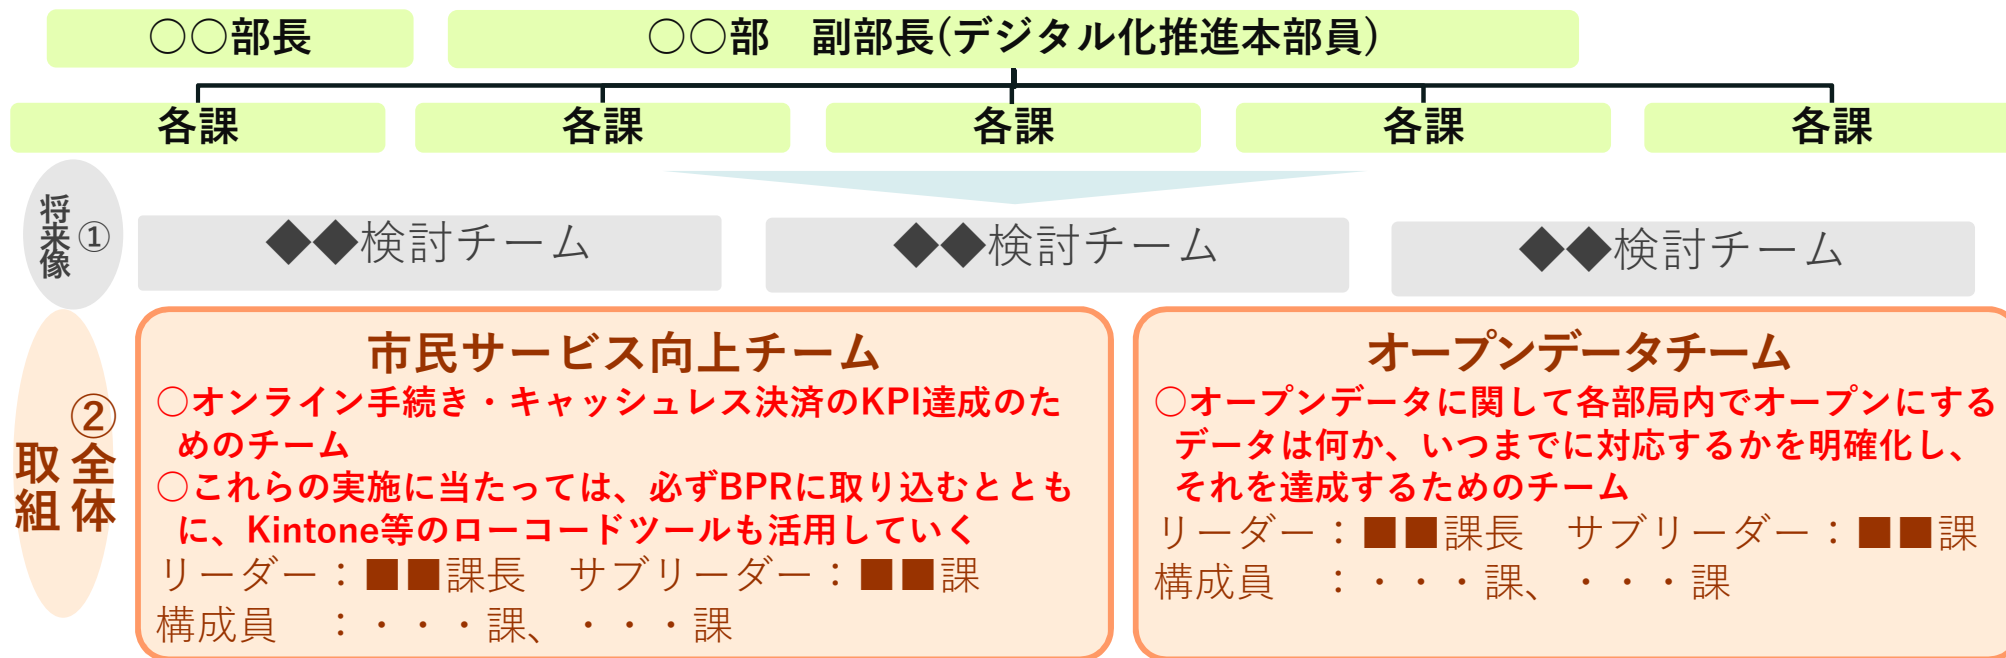 ○○部長
○○部　副部長(デジタル化推進本部員)
各課
各課
各課
各課
各課
①
将来像
◆◆検討チーム
◆◆検討チーム
◆◆検討チーム
②全体
取組
市民サービス向上チーム
○オンライン手続き・キャッシュレス決済のKPI達成のた
めのチーム
○これらの実施に当たっては、必ずBPRに取り込むととも
に、Kintone等のローコードツールも活用していく
リーダー：■■課長　サブリーダー：■■課
構成員　：・・・課、・・・課
オープンデータチーム
○オープンデータに関して各部局内でオープンにする
データは何か、いつまでに対応するかを明確化し、
それを達成するためのチーム
リーダー：■■課長　サブリーダー：■■課
構成員　：・・・課、・・・課